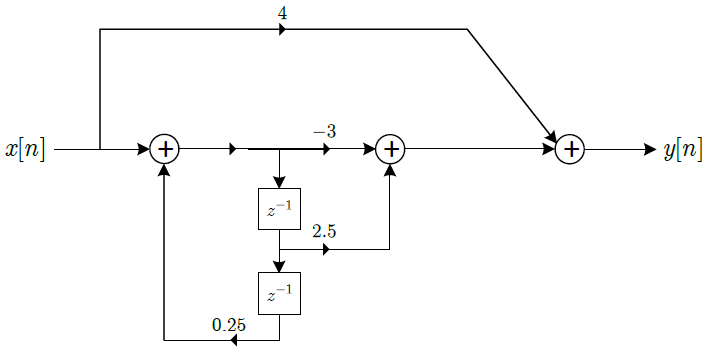 4
x[n]
+
−3
+
+
y[n]
z⁻¹
2.5
z⁻¹
0.25